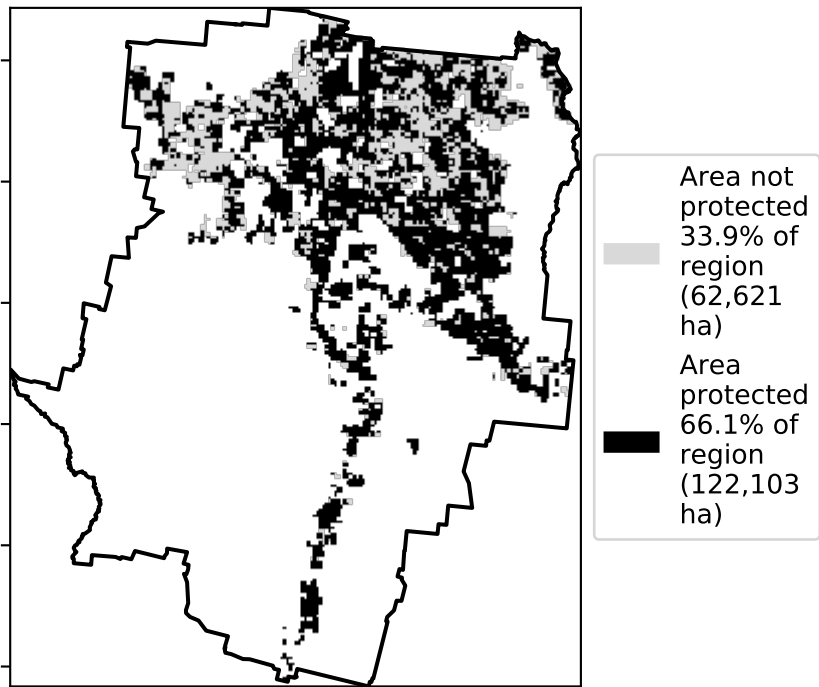 Area not
protected
33.9% of
region
(62,621
ha)
Area
protected
66.1% of
region
(122,103
ha)